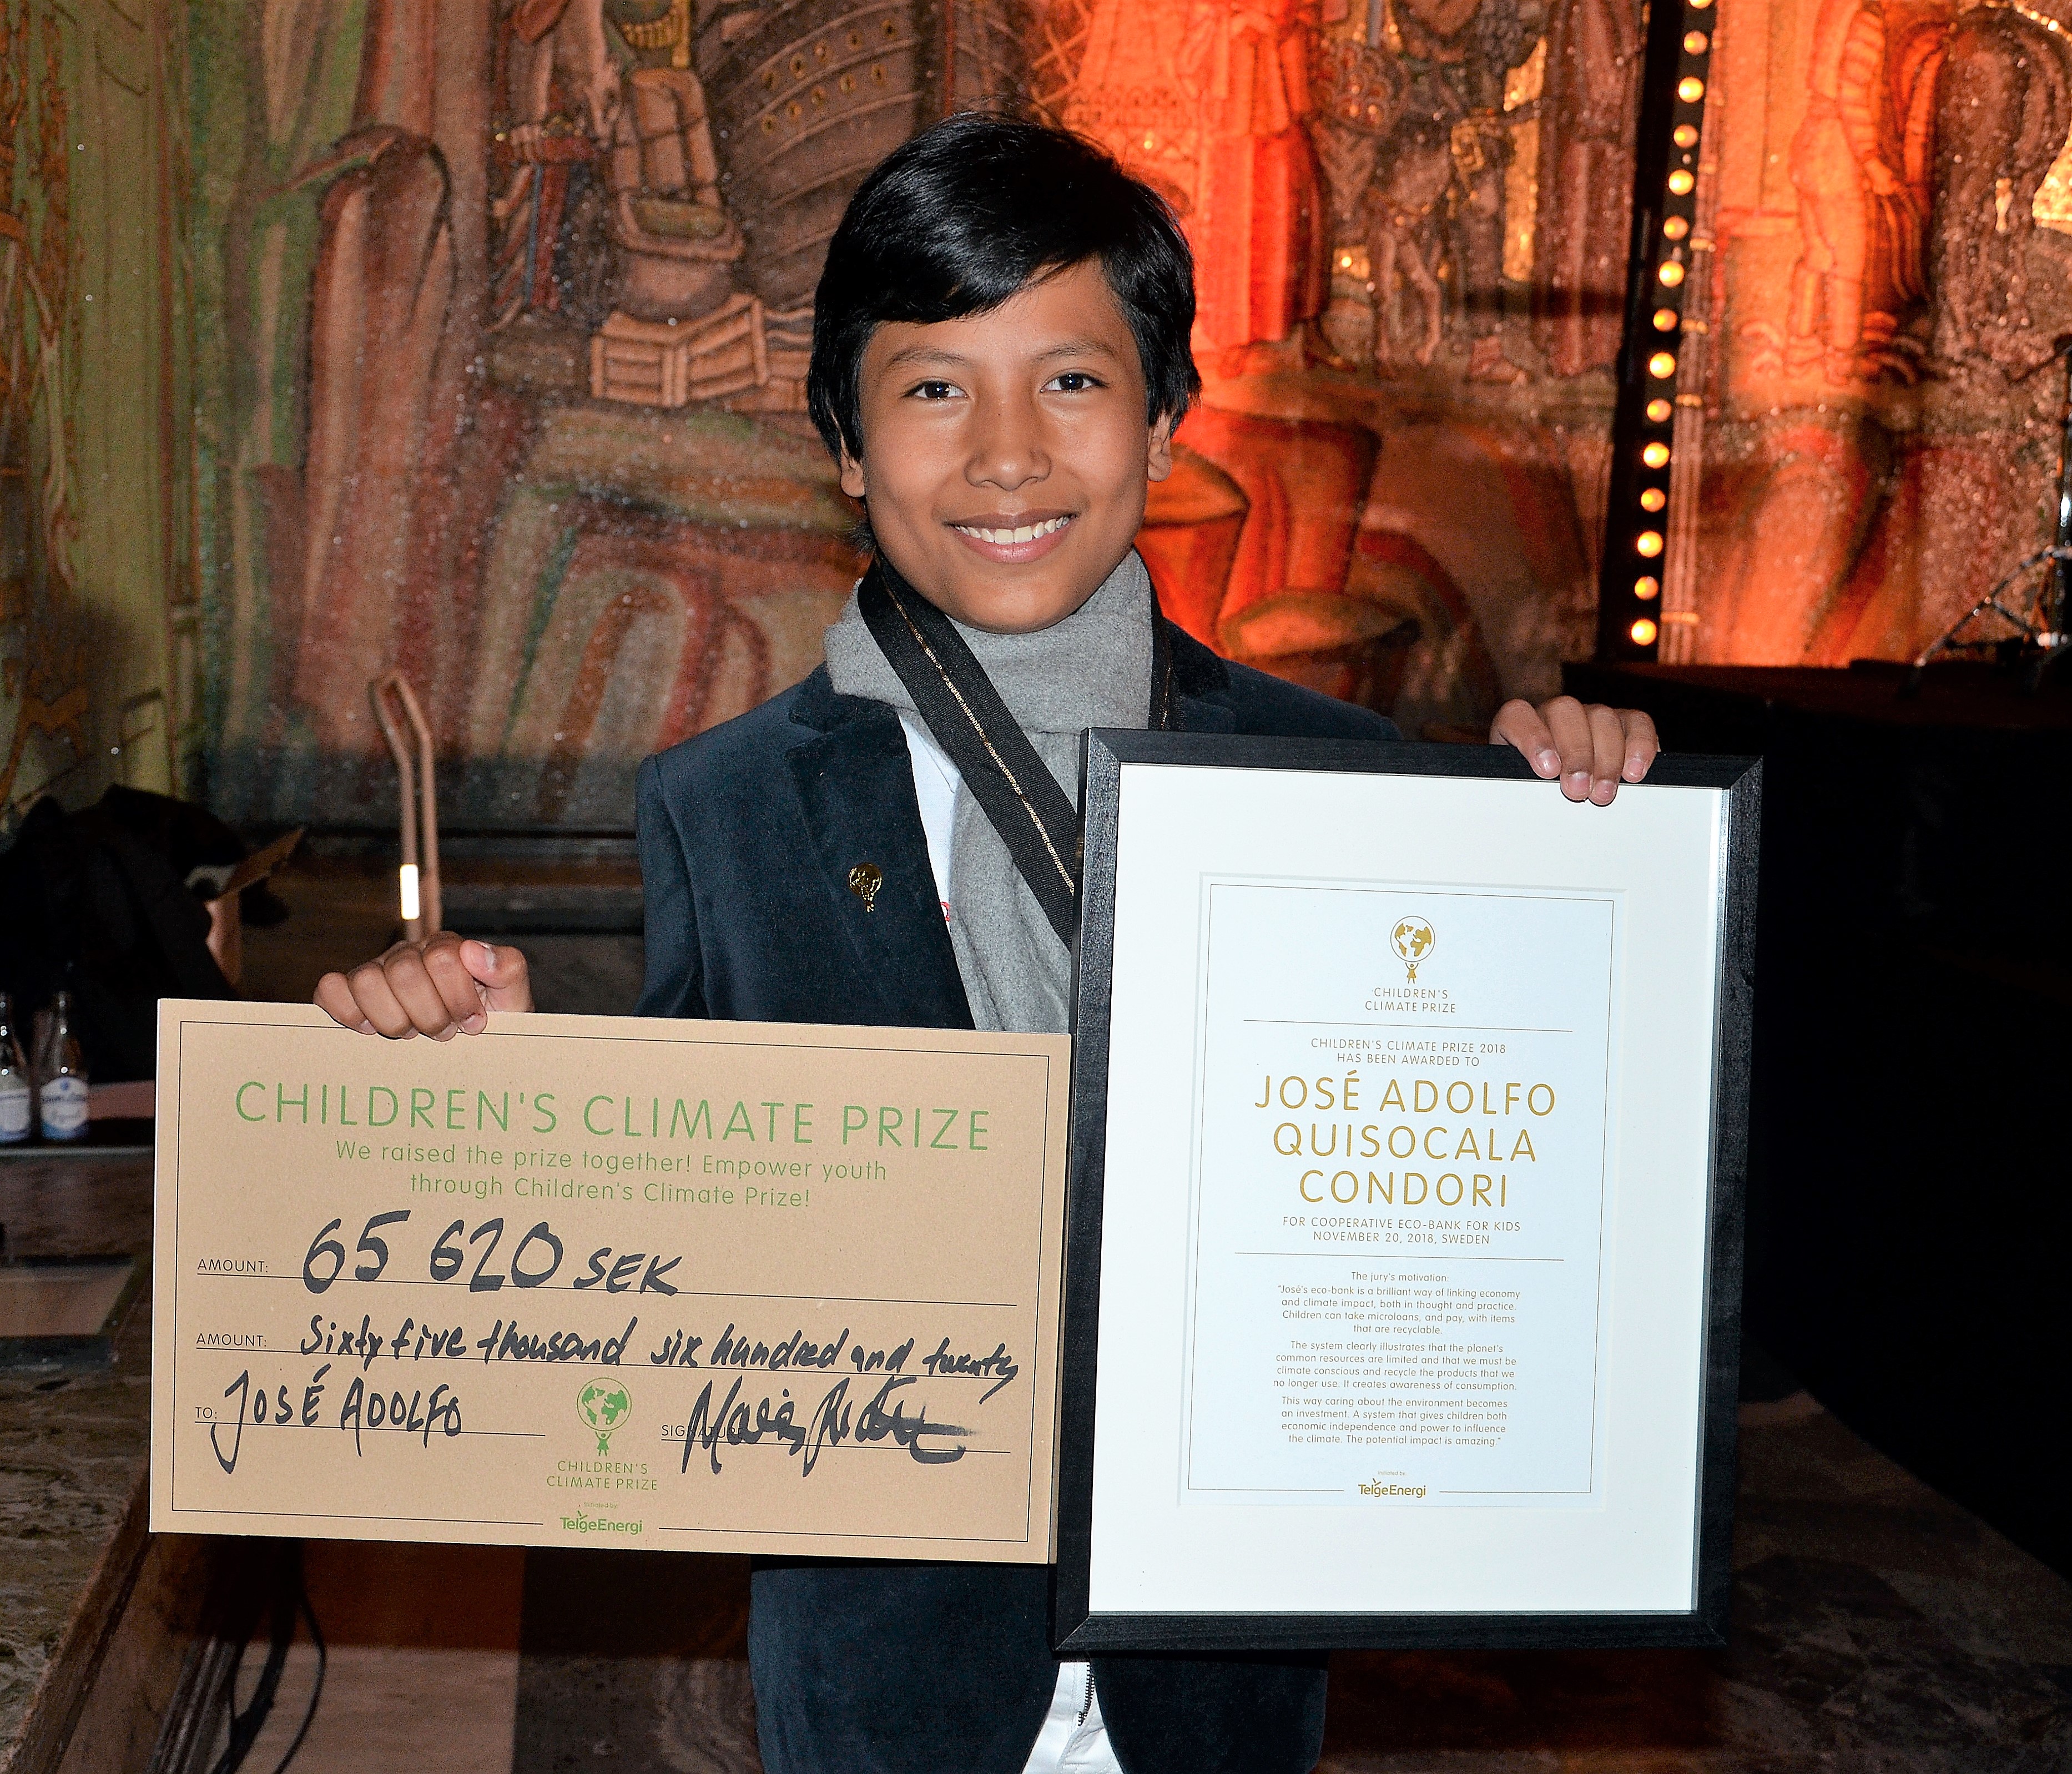 CHILDREN'S CLIMATE PRIZE
We raised the prize together! Empower youth
through Children's Climate Prize!
AMOUNT: 65 620 SEK
AMOUNT: Sixty five thousand six hundred and twenty
TO: JOSÉ ADOLFO
SIGNATURE
CHILDREN'S
CLIMATE PRIZE
initiated by
TelgeEnergi
CHILDREN'S
CLIMATE PRIZE
CHILDREN'S CLIMATE PRIZE 2018
HAS BEEN AWARDED TO
JOSÉ ADOLFO
QUISOCALA
CONDORI
FOR COOPERATIVE ECO-BANK FOR KIDS
NOVEMBER 20, 2018, SWEDEN
The jury's motivation:
"José's eco-bank is a brilliant way of linking economy
and climate impact, both in thought and practice.
Children can take microloans, and pay, with items
that are recyclable.
The system clearly illustrates that the planet's
common resources are limited and that we must be
climate conscious and recycle the products that we
no longer use. It creates awareness of consumption.
This way caring about the environment becomes
an investment. A system that gives children both
economic independence and power to influence
the climate. The potential impact is amazing."
initiated by
TelgeEnergi